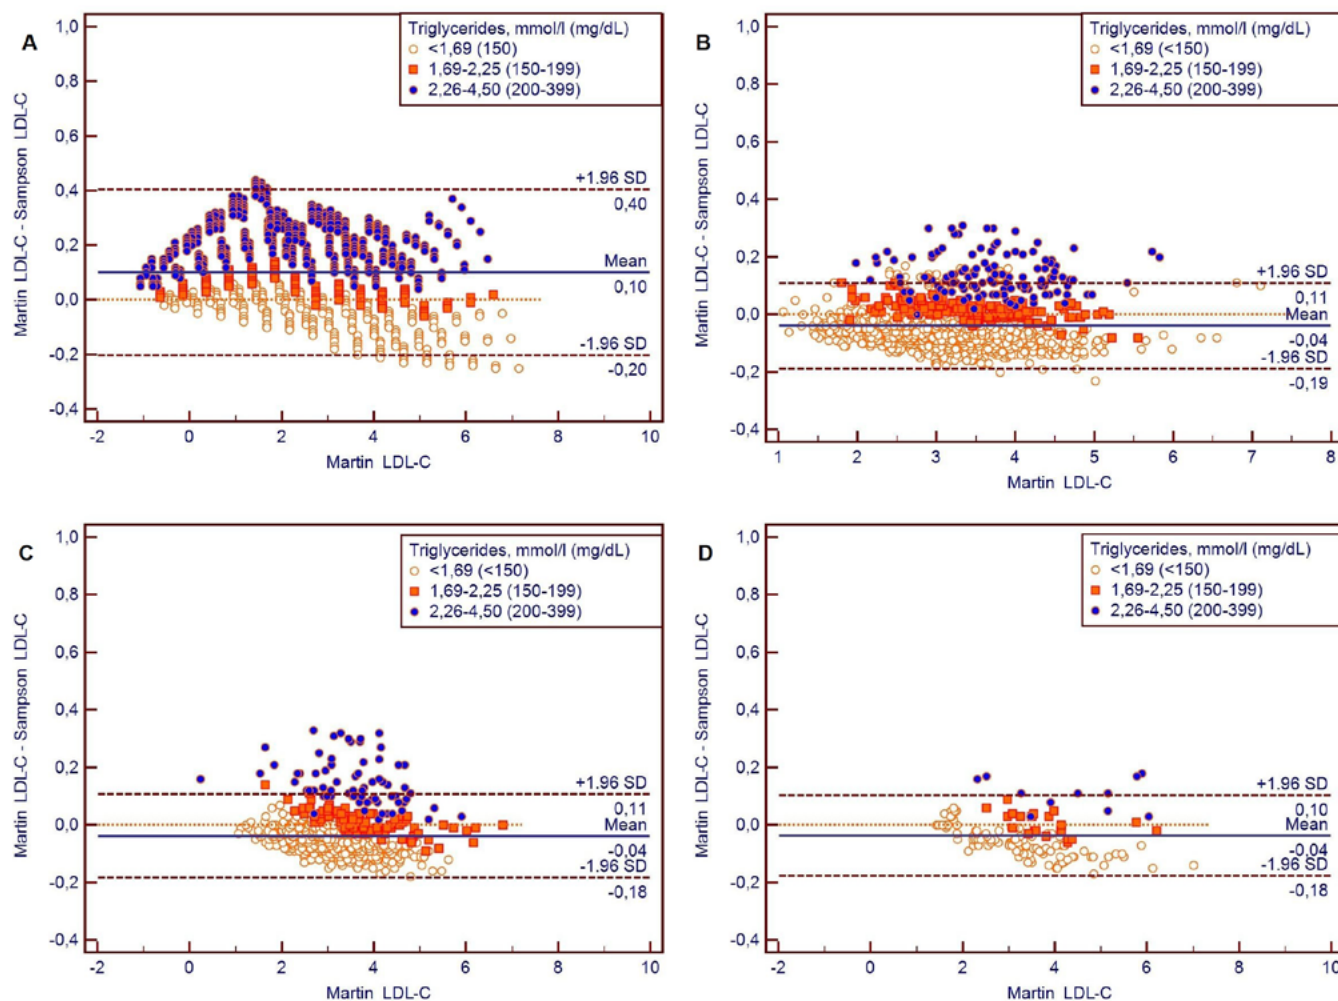 A
Triglycerides, mmol/l (mg/dL)
<1,69 (150)
1,69-2,25 (150-199)
2,26-4,50 (200-399)
1,0
0,8
0,6
0,4
0,2
0,0
-0,2
-0,4
Martin LDL-C - Sampson LDL-C
+1.96 SD
0,40
Mean
0,10
-1.96 SD
-0,20
-2 0 2 4 6 8 10
Martin LDL-C
B
Triglycerides, mmol/l (mg/dL)
<1,69 (<150)
1,69-2,25 (150-199)
2,26-4,50 (200-399)
1,0
0,8
0,6
0,4
0,2
0,0
-0,2
-0,4
Martin LDL-C - Sampson LDL-C
+1.96 SD
0,11
Mean
-0,04
-1.96 SD
-0,19
1 2 3 4 5 6 7 8
Martin LDL-C
C
Triglycerides, mmol/l (mg/dL)
<1,69 (<150)
1,69-2,25 (150-199)
2,26-4,50 (200-399)
1,0
0,8
0,6
0,4
0,2
0,0
-0,2
-0,4
Martin LDL-C - Sampson LDL-C
+1.96 SD
0,11
Mean
-0,04
-1.96 SD
-0,18
-2 0 2 4 6 8 10
Martin LDL-C
D
Triglycerides, mmol/l (mg/dL)
<1,69 (<150)
1,69-2,25 (150-199)
2,26-4,50 (200-399)
1,0
0,8
0,6
0,4
0,2
0,0
-0,2
-0,4
Martin LDL-C - Sampson LDL-C
+1.96 SD
0,10
Mean
-0,04
-1.96 SD
-0,18
-2 0 2 4 6 8 10
Martin LDL-C